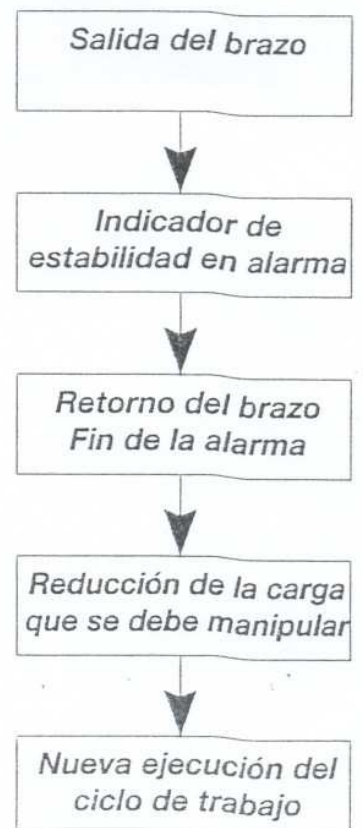 Salida del brazo
Indicador de
estabilidad en alarma
Retorno del brazo
Fin de la alarma
Reducción de la carga
que se debe manipular
Nueva ejecución del
ciclo de trabajo